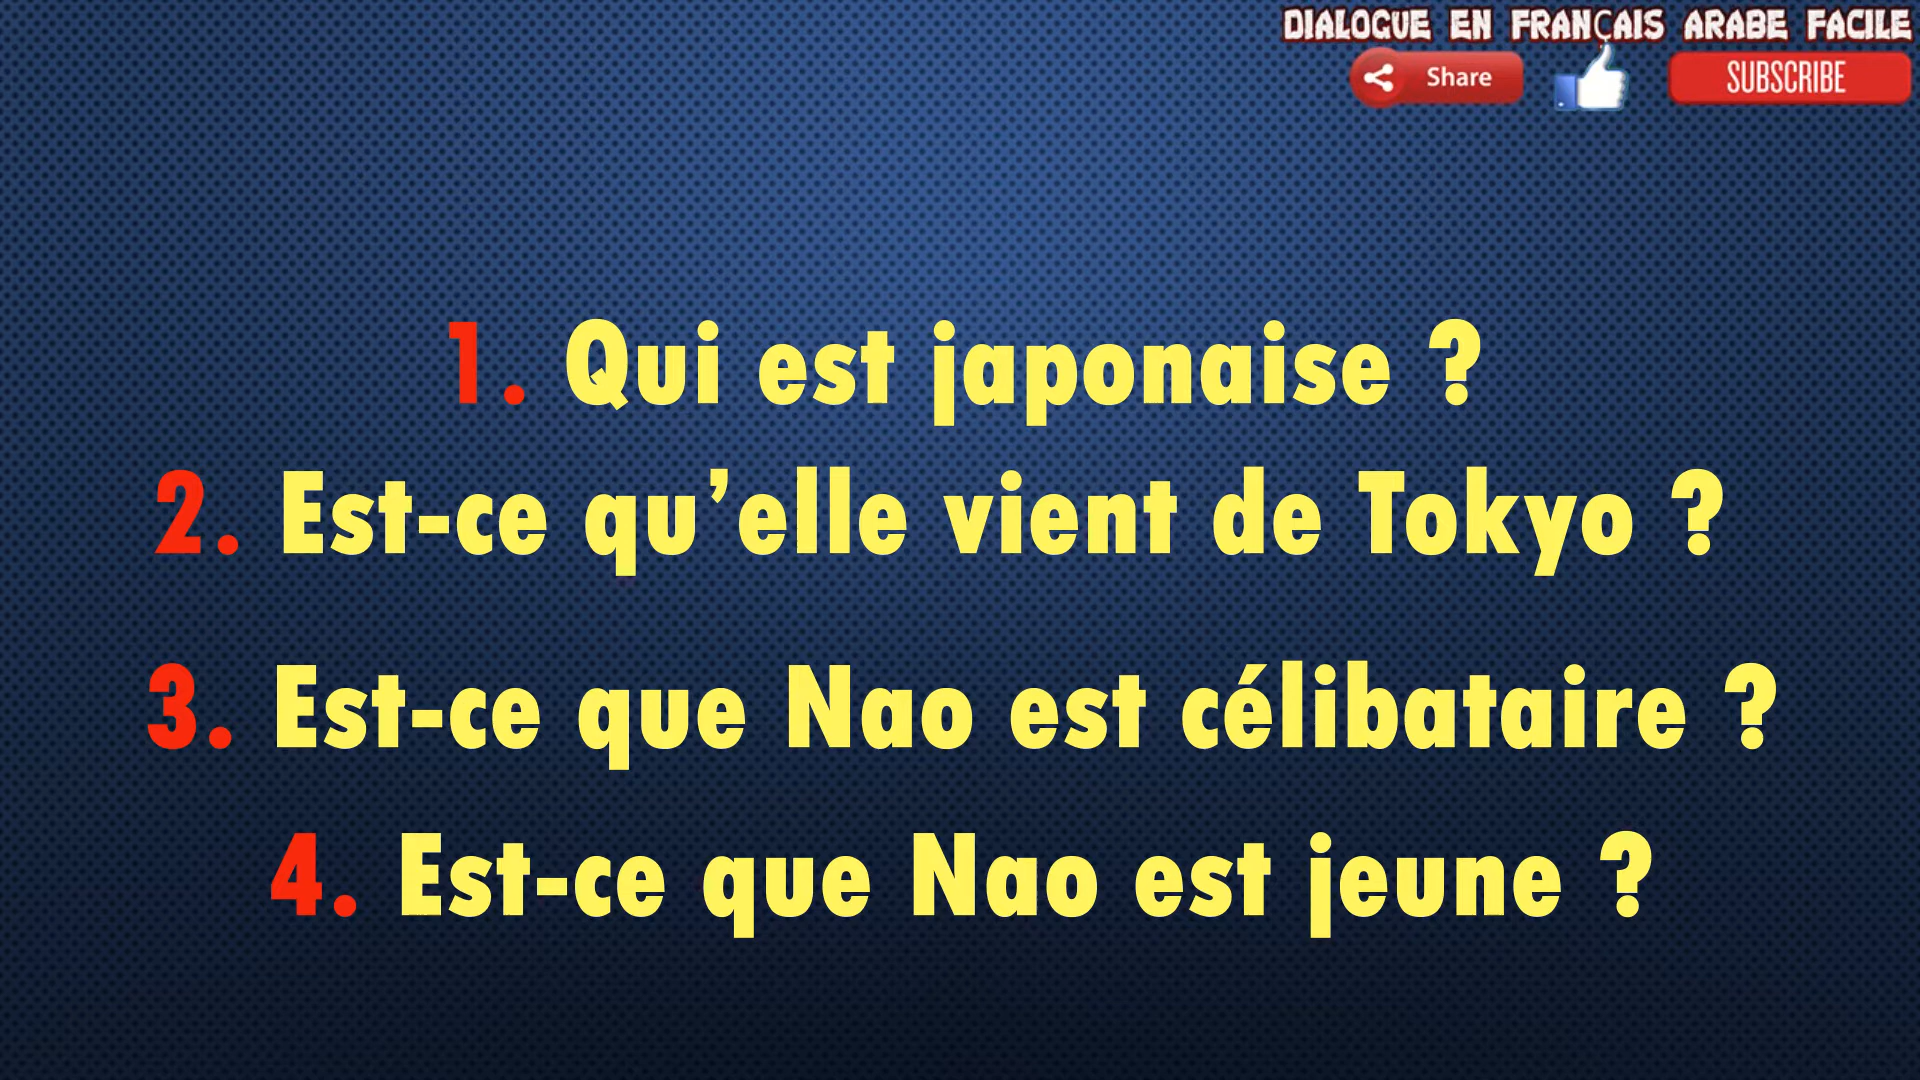 DIALOGUE EN FRANÇAIS ARABE FACILE
Share
SUBSCRIBE
1. Qui est japonaise ?
2. Est-ce qu’elle vient de Tokyo ?
3. Est-ce que Nao est célibataire ?
4. Est-ce que Nao est jeune ?